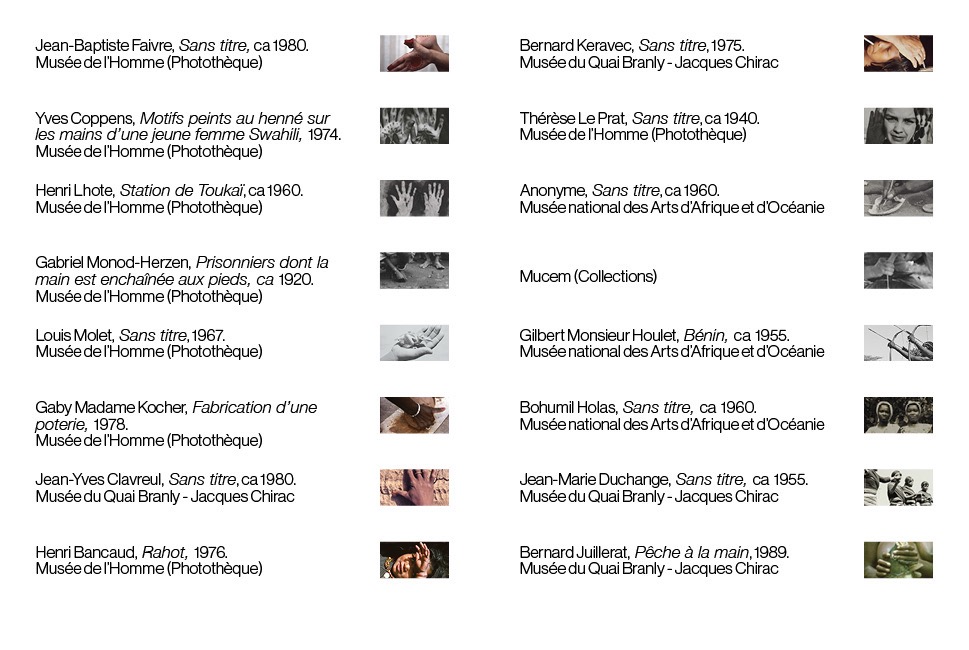 Jean-Baptiste Faivre, Sans titre, ca 1980.
Musée de l'Homme (Photothèque)
Yves Coppens, Motifs peints au henné sur
les mains d'une jeune femme Swahili, 1974.
Musée de l'Homme (Photothèque)
Henri Lhote, Station de Toukaï, ca 1960.
Musée de l'Homme (Photothèque)
Gabriel Monod-Herzen, Prisonniers dont la
main est enchaînée aux pieds, ca 1920.
Musée de l'Homme (Photothèque)
Louis Molet, Sans titre, 1967.
Musée de l'Homme (Photothèque)
Gaby Madame Kocher, Fabrication d'une
poterie, 1978.
Musée de l'Homme (Photothèque)
Jean-Yves Clavreul, Sans titre, ca 1980.
Musée du Quai Branly - Jacques Chirac
Henri Bancaud, Rahot, 1976.
Musée de l'Homme (Photothèque)
Bernard Keravec, Sans titre, 1975.
Musée du Quai Branly - Jacques Chirac
Thérèse Le Prat, Sans titre, ca 1940.
Musée de l'Homme (Photothèque)
Anonyme, Sans titre, ca 1960.
Musée national des Arts d'Afrique et d'Océanie
Mucem (Collections)
Gilbert Monsieur Houlet, Bénin, ca 1955.
Musée national des Arts d'Afrique et d'Océanie
Bohumil Holas, Sans titre, ca 1960.
Musée national des Arts d'Afrique et d'Océanie
Jean-Marie Duchange, Sans titre, ca 1955.
Musée du Quai Branly - Jacques Chirac
Bernard Juillerat, Pêche à la main, 1989.
Musée du Quai Branly - Jacques Chirac